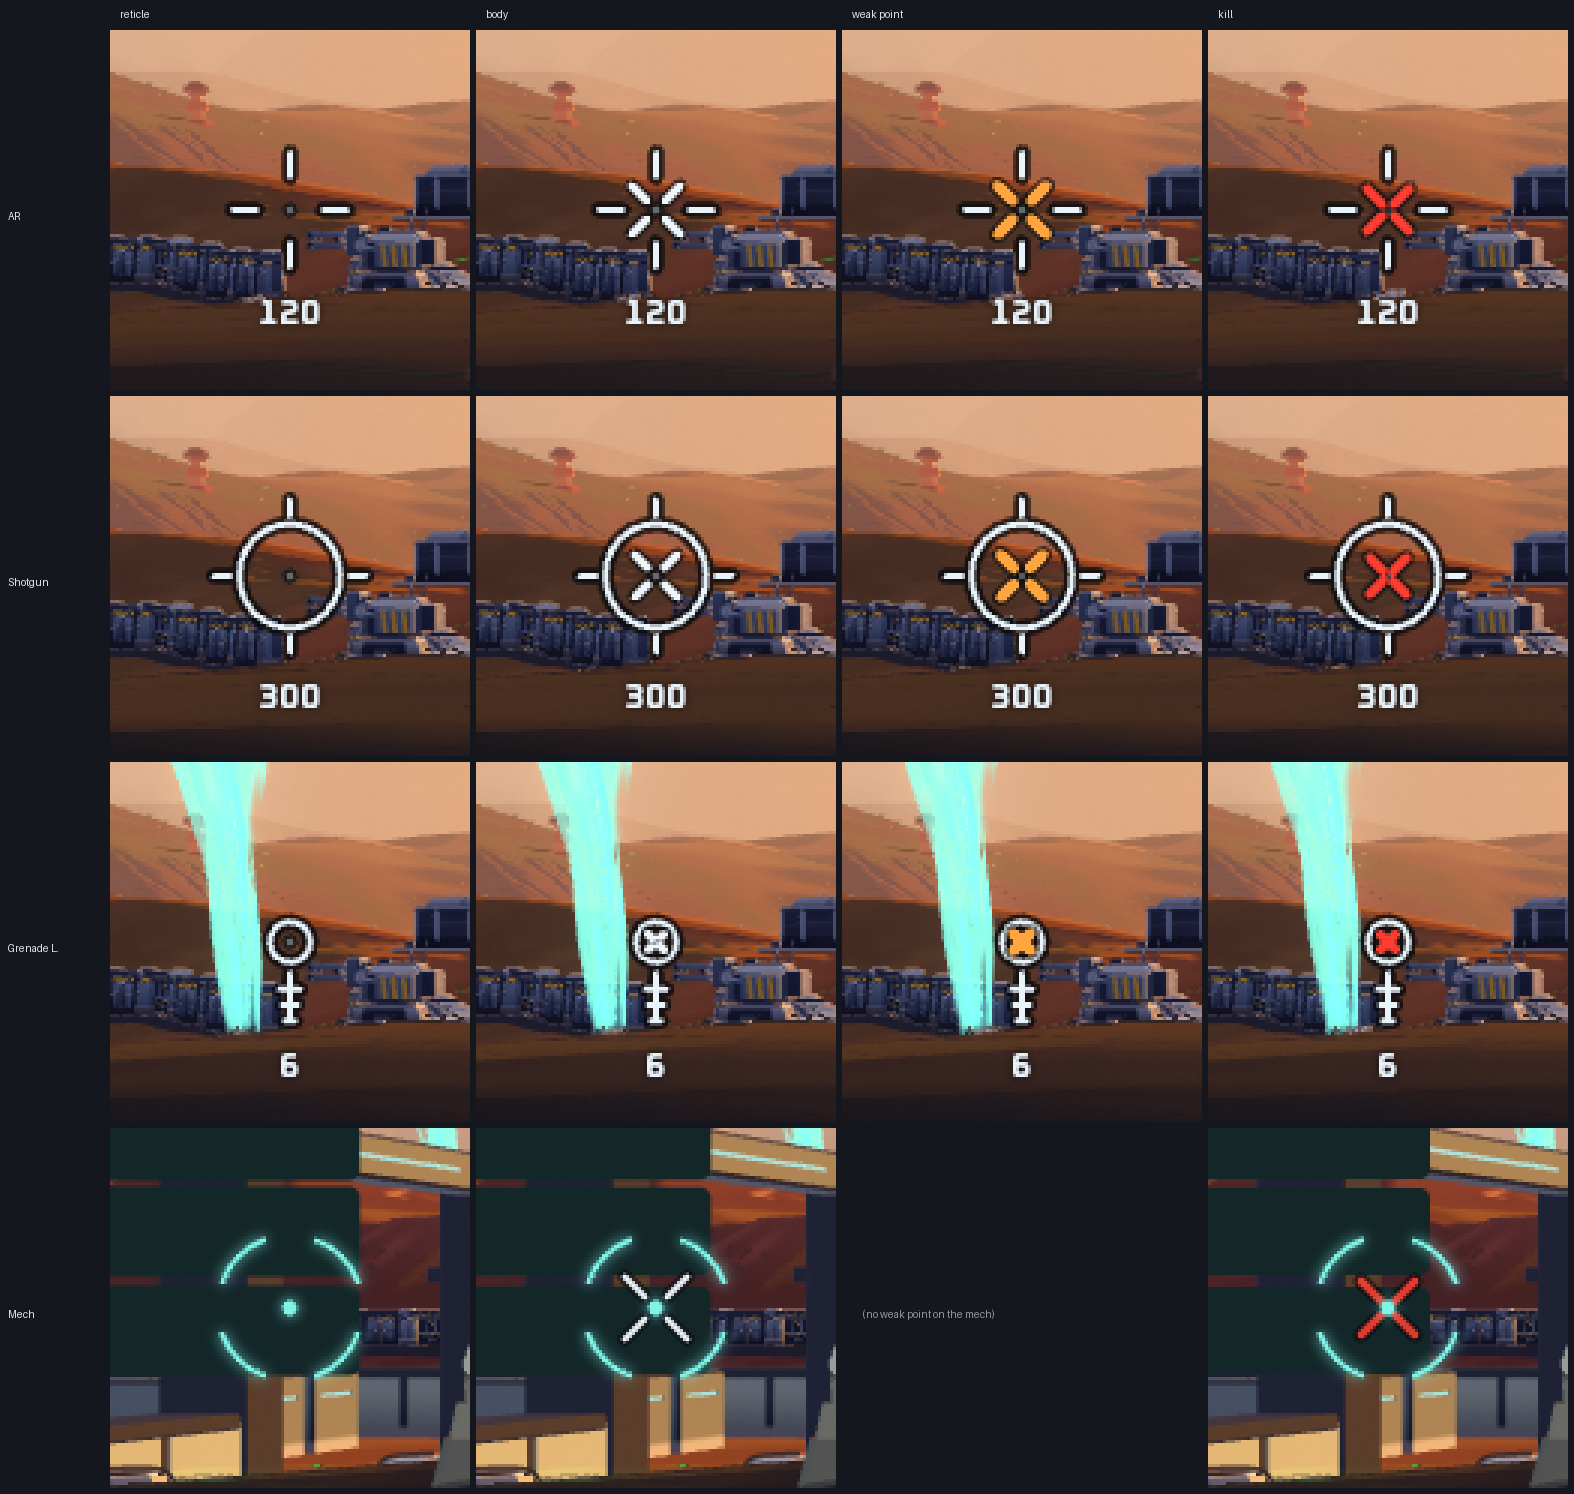 reticle body weak point kill
AR
120 120 120 120
Shotgun
300 300 300 300
Grenade L.
6 6 6 6
Mech
(no weak point on the mech)